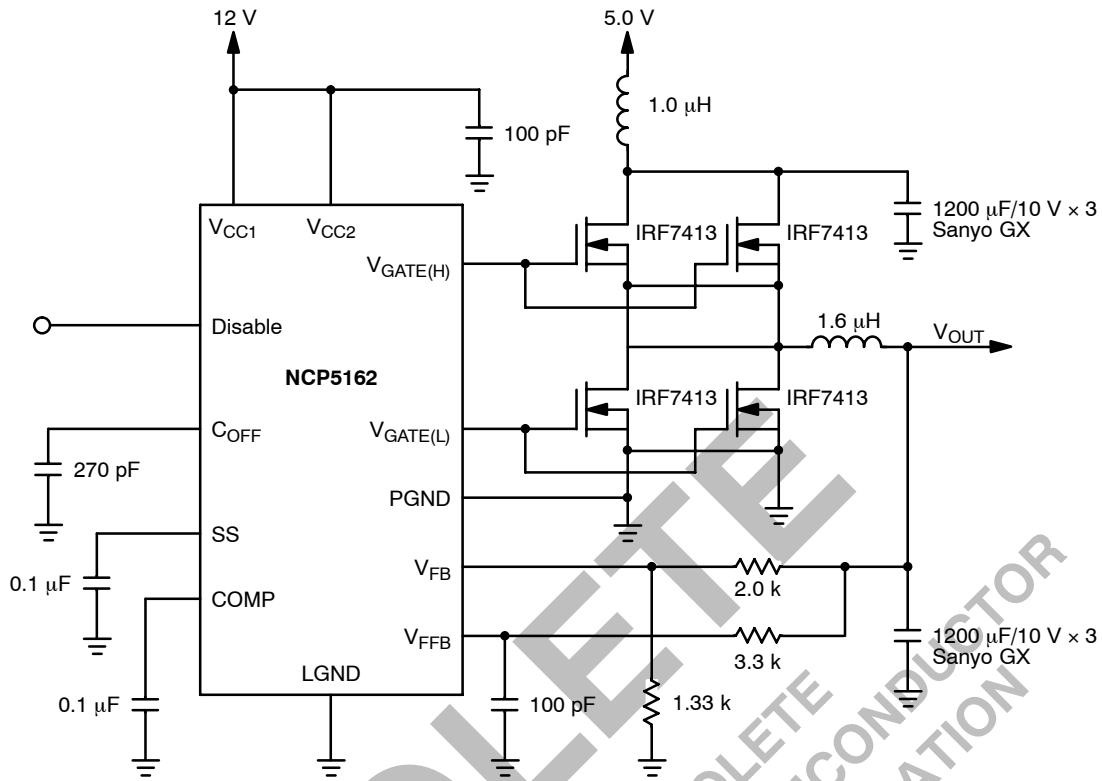 12 V
5.0 V
1.0 μH
100 pF
1200 μF/10 V × 3
Sanyo GX
VCC1
VCC2
IRF7413
IRF7413
VGATE(H)
Disable
1.6 μH
VOUT
NCP5162
IRF7413
IRF7413
COFF
VGATE(L)
270 pF
PGND
SS
VFB
2.0 k
0.1 μF
COMP
VFFB
3.3 k
1200 μF/10 V × 3
Sanyo GX
LGND
0.1 μF
100 pF
1.33 k